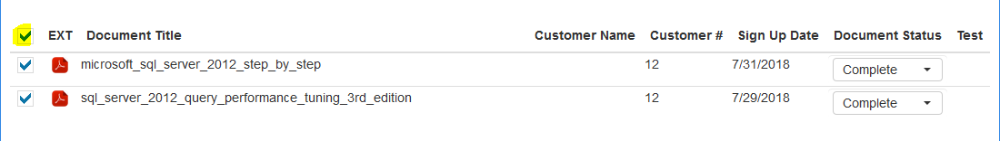 EXT Document Title Customer Name Customer # Sign Up Date Document Status Test
microsoft_sql_server_2012_step_by_step 12 7/31/2018 Complete
sql_server_2012_query_performance_tuning_3rd_edition 12 7/29/2018 Complete